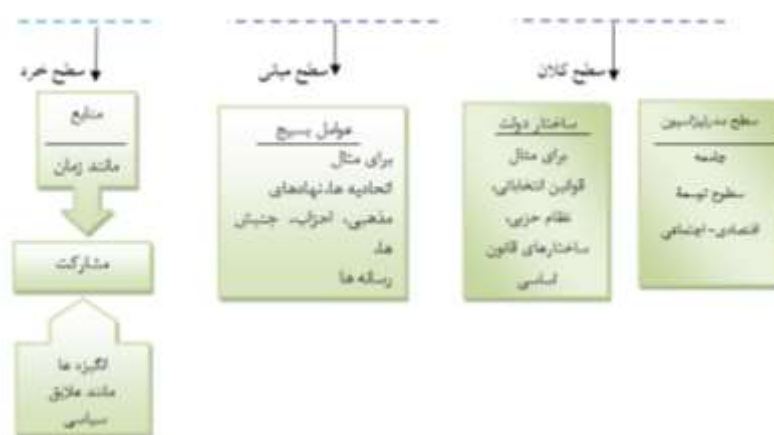 سطح کلان
سطح میانی
سطح خرد
سطح مدرنیزاسیون
جامعه
سطوح توسعهٔ
اقتصادی- اجتماعی
ساختار دولت
برای مثال
قوانین انتخاباتی،
نظام حزبی،
ساختارهای قانون
اساسی
عوامل بسیج
برای مثال
اتحادیه ها،نهادهای
مذهبی، احزاب، جنبش
ها،
رسانه ها
منابع
مانند زمان
مشارکت
انگیزه ها
مانند علایق
سیاسی